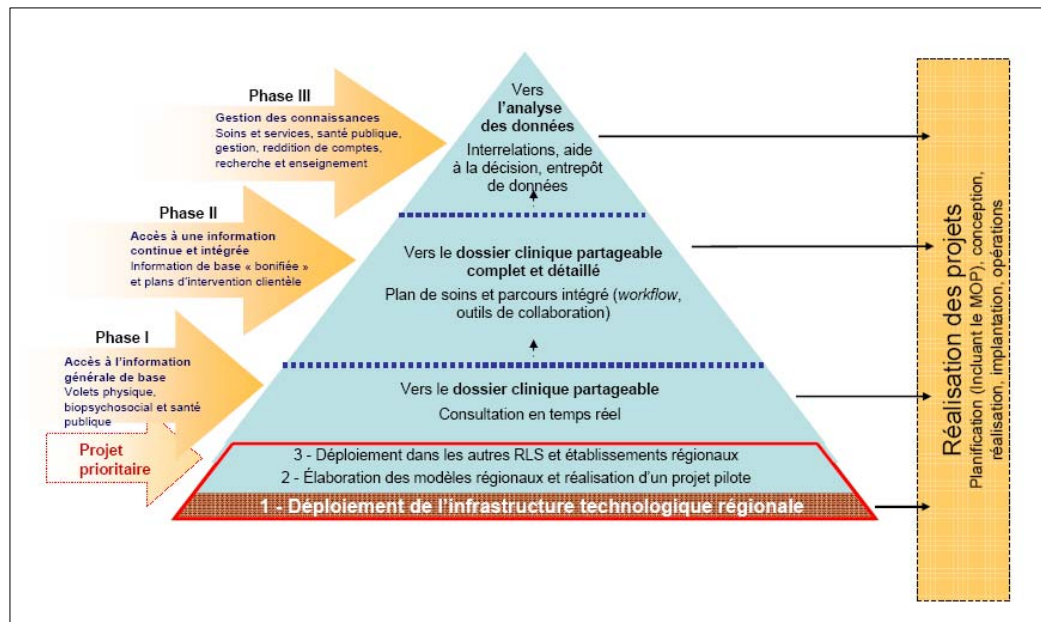 Phase III
Gestion des connaissances
Soins et services, santé publique,
gestion, reddition de comptes,
recherche et enseignement
Phase II
Accès à une information
continue et intégrée
Information de base « bonifiée »
et plans d'intervention clientèle
Phase I
Accès à l'information
générale de base
Volets physique,
biopsychosocial et santé
publique
Projet
prioritaire
Vers
l'analyse
des données
Interrelations, aide
à la décision, entrepôt
de données
Vers le dossier clinique partageable
complet et détaillé
Plan de soins et parcours intégré (workflow,
outils de collaboration)
Vers le dossier clinique partageable
Consultation en temps réel
3 - Déploiement dans les autres RLS et établissements régionaux
2 - Élaboration des modèles régionaux et réalisation d'un projet pilote
1 - Déploiement de l'infrastructure technologique régionale
Réalisation des projets
Planification (Incluant le MOP), conception,
réalisation, implantation, opérations